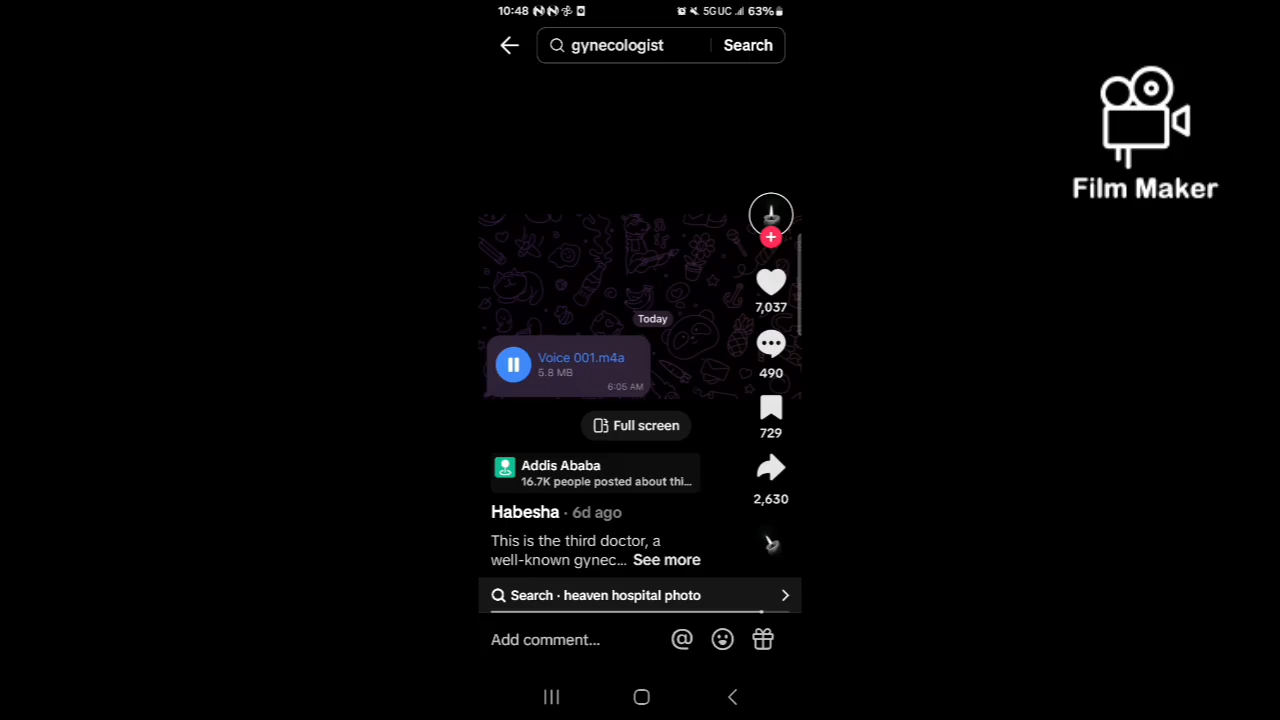 10:48
5G UC 63%
gynecologist
Search
Film Maker
7,037
Today
Voice 001.m4a
5.8 MB
6:05 AM
490
Full screen
729
Addis Ababa
16.7K people posted about thi...
2,630
Habesha · 6d ago
This is the third doctor, a
well-known gynec... See more
Search · heaven hospital photo
Add comment...